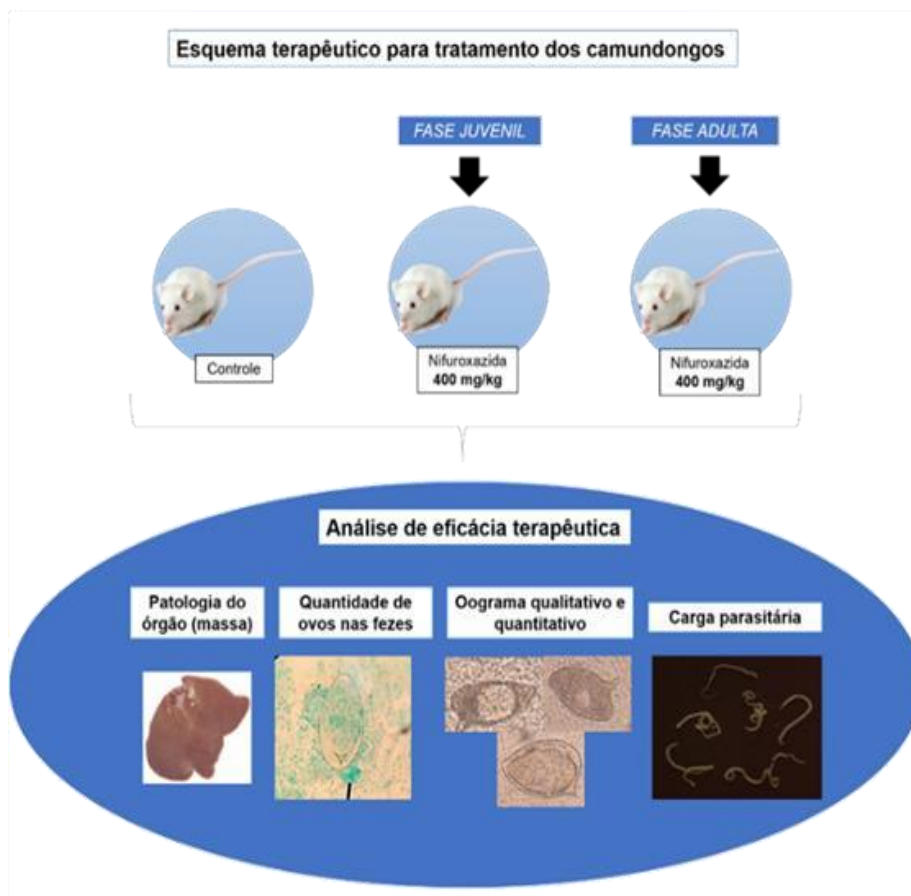 Esquema terapêutico para tratamento dos camundongos
FASE JUVENIL
FASE ADULTA
Controle
Nifuroxazida
400 mg/kg
Nifuroxazida
400 mg/kg
Análise de eficácia terapêutica
Patologia do
órgão (massa)
Quantidade de
ovos nas fezes
Oograma qualitativo e
quantitativo
Carga parasitária